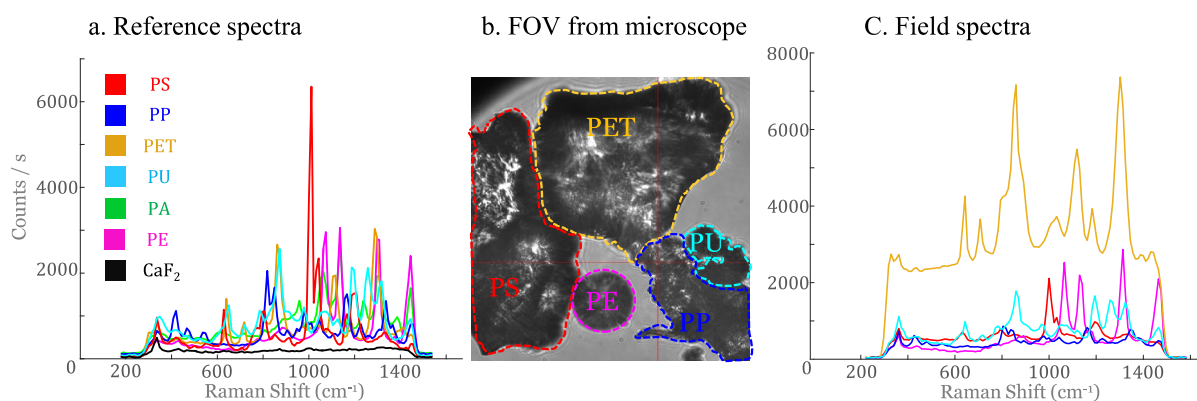 a. Reference spectra
b. FOV from microscope
C. Field spectra
Counts / s
6000
4000
2000
0
PS
PP
PET
PU
PA
PE
CaF₂
200
600
1000
1400
Raman Shift (cm⁻¹)
PET
PU
PS
PE
PP
8000
6000
4000
2000
0
200
600
1000
1400
Raman Shift (cm⁻¹)